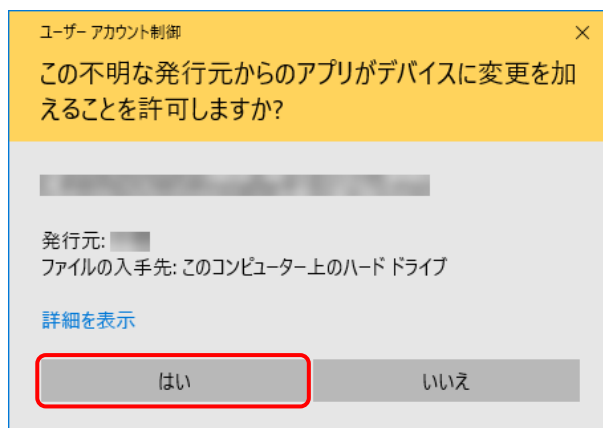 ユーザー アカウント制御
この不明な発行元からのアプリがデバイスに変更を加
えることを許可しますか?
発行元:
ファイルの入手先: このコンピューター上のハード ドライブ
詳細を表示
はい
いいえ